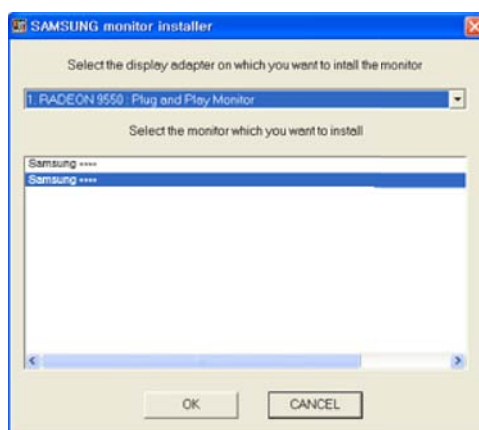 SAMSUNG monitor installer
Select the display adapter on which you want to intall the monitor
1. RADEON 9550 : Plug and Play Monitor
Select the monitor which you want to install
Samsung ****
Samsung ****
OK
CANCEL